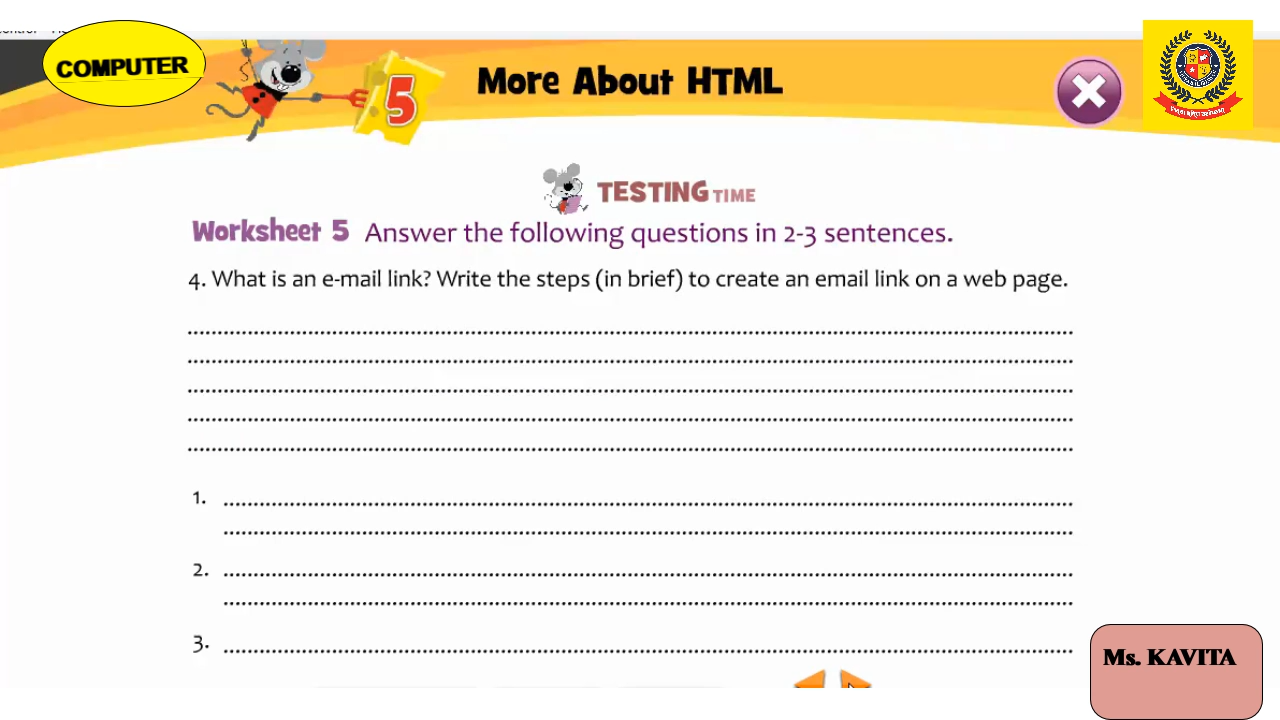 COMPUTER
5
More About HTML
TESTING TIME
Worksheet 5 Answer the following questions in 2-3 sentences.
4. What is an e-mail link? Write the steps (in brief) to create an email link on a web page.
1.
2.
3.
Ms. KAVITA